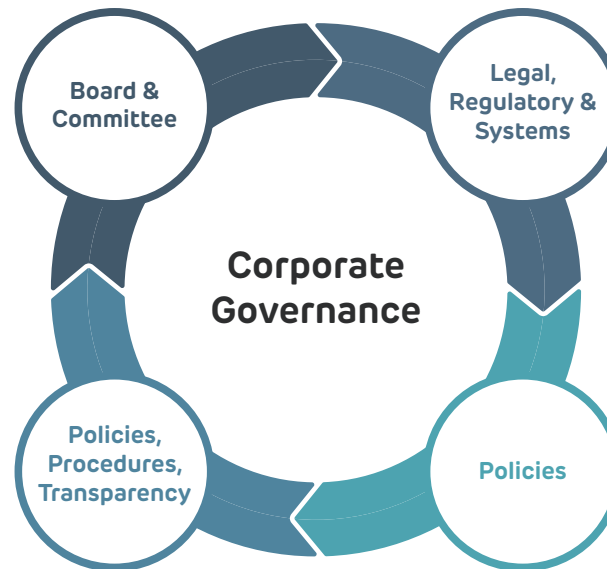 Board &
Committee
Legal,
Regulatory &
Systems
Corporate
Governance
Policies,
Procedures,
Transparency
Policies